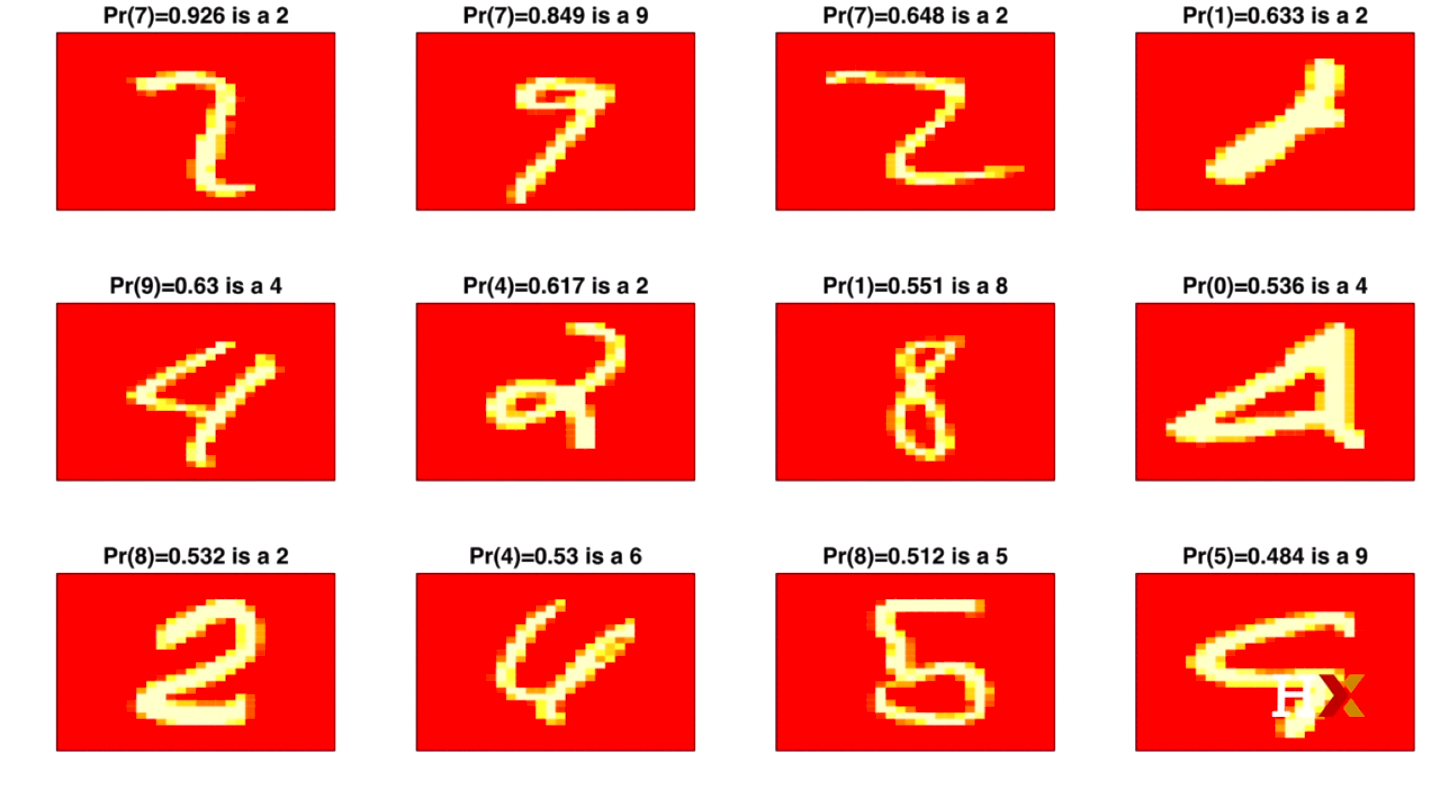 Pr(7)=0.926 is a 2
Pr(7)=0.849 is a 9
Pr(7)=0.648 is a 2
Pr(1)=0.633 is a 2
Pr(9)=0.63 is a 4
Pr(4)=0.617 is a 2
Pr(1)=0.551 is a 8
Pr(0)=0.536 is a 4
Pr(8)=0.532 is a 2
Pr(4)=0.53 is a 6
Pr(8)=0.512 is a 5
Pr(5)=0.484 is a 9
HX